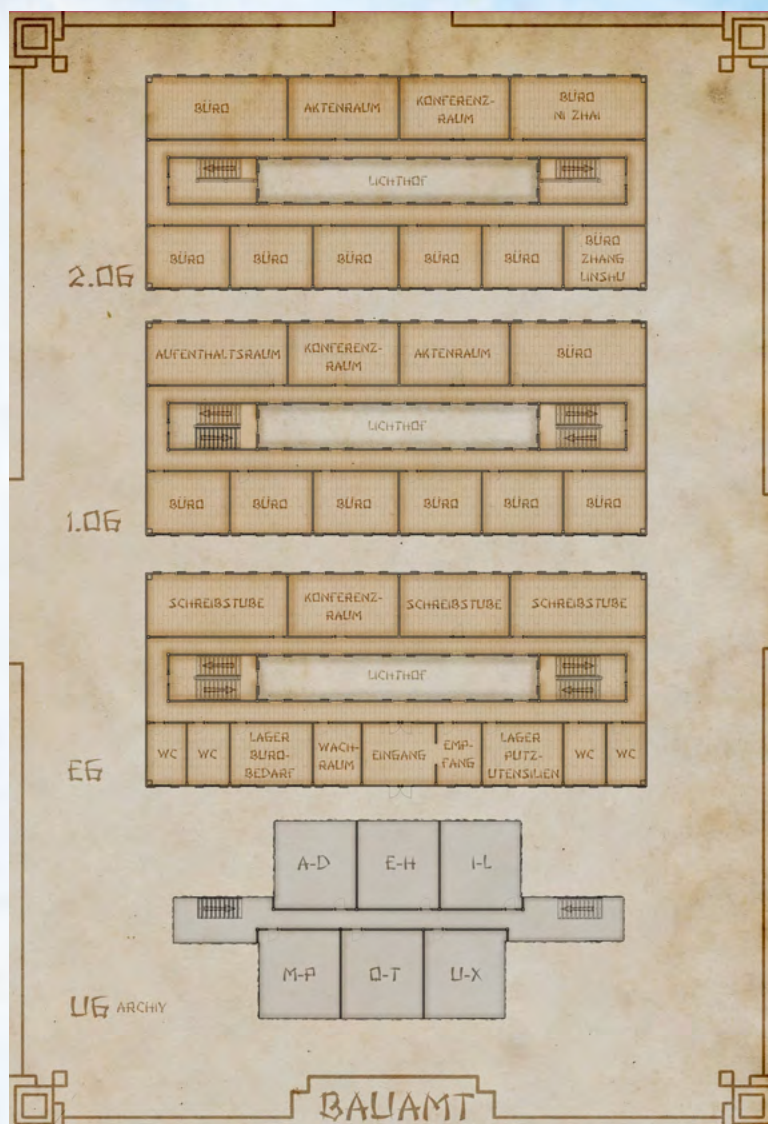 BÜRO
AKTENRAUM
KONFERENZ-
RAUM
BÜRO
NI ZHAI
LICHTHOF
BÜRO
BÜRO
BÜRO
BÜRO
BÜRO
BÜRO
ZHANG
LINSHU
2.OG
AUFENTHALTSRAUM
KONFERENZ-
RAUM
AKTENRAUM
BÜRO
LICHTHOF
BÜRO
BÜRO
BÜRO
BÜRO
BÜRO
BÜRO
1.OG
SCHREIBSTUBE
KONFERENZ-
RAUM
SCHREIBSTUBE
SCHREIBSTUBE
LICHTHOF
WC
WC
LAGER
BÜRO-
BEDARF
WACH-
RAUM
EINGANG
EMP-
FANG
LAGER
PUTZ-
UTENSILIEN
WC
WC
EG
A-D
E-H
I-L
M-P
Q-T
U-X
UG ARCHIV
BAUAMT